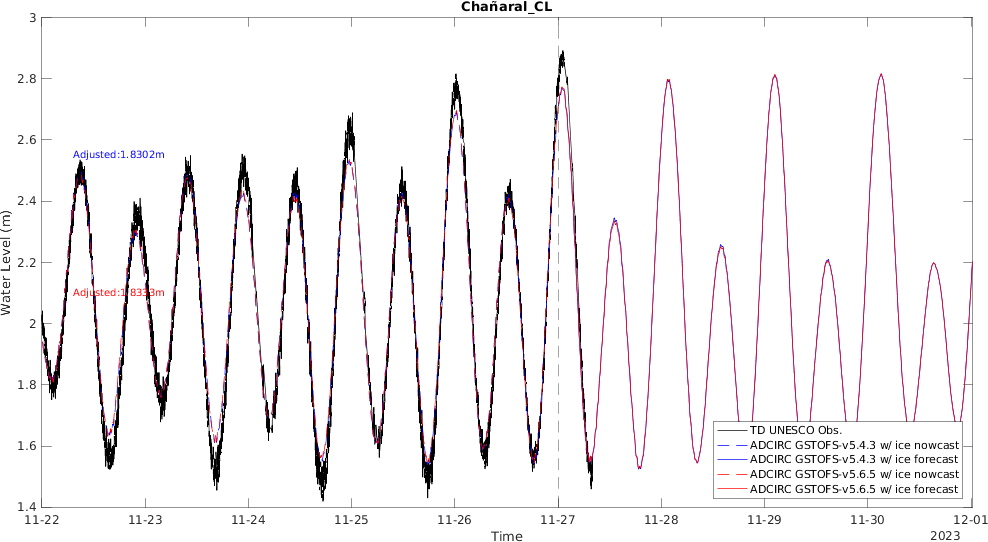 Chañaral_CL
3
2.8
2.6
2.4
2.2
2
1.8
1.6
1.4
Water Level (m)
Adjusted:1.8302m
Adjusted:1.8333m
TD UNESCO Obs.
ADCIRC GSTOFS-v5.4.3 w/ ice nowcast
ADCIRC GSTOFS-v5.4.3 w/ ice forecast
ADCIRC GSTOFS-v5.6.5 w/ ice nowcast
ADCIRC GSTOFS-v5.6.5 w/ ice forecast
11-22 11-23 11-24 11-25 11-26 11-27 11-28 11-29 11-30 12-01
Time
2023